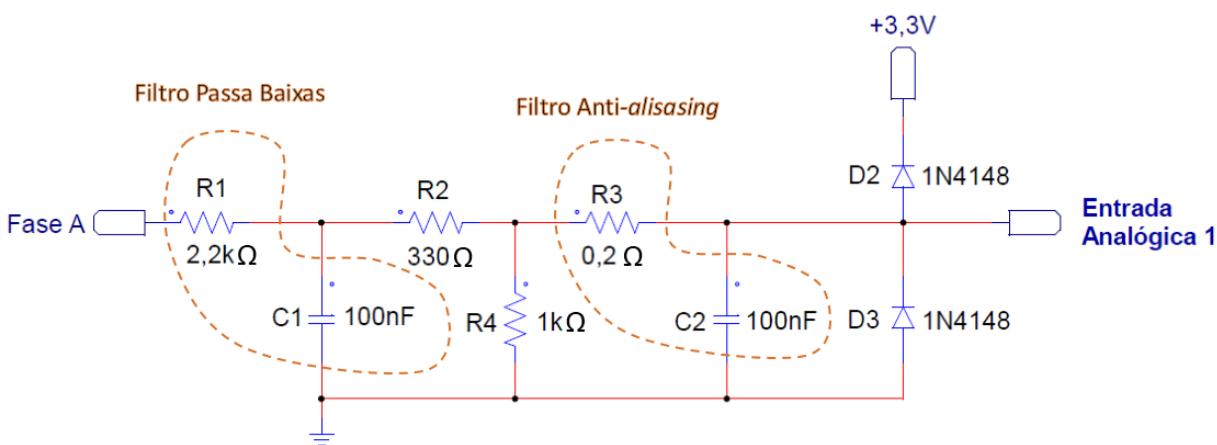 +3,3V
Filtro Passa Baixas
Filtro Anti-alisasing
R1
R2
R3
D2
1N4148
Fase A
2,2kΩ
330Ω
0,2 Ω
Entrada
Analógica 1
C1
100nF
R4
1kΩ
C2
100nF
D3
1N4148